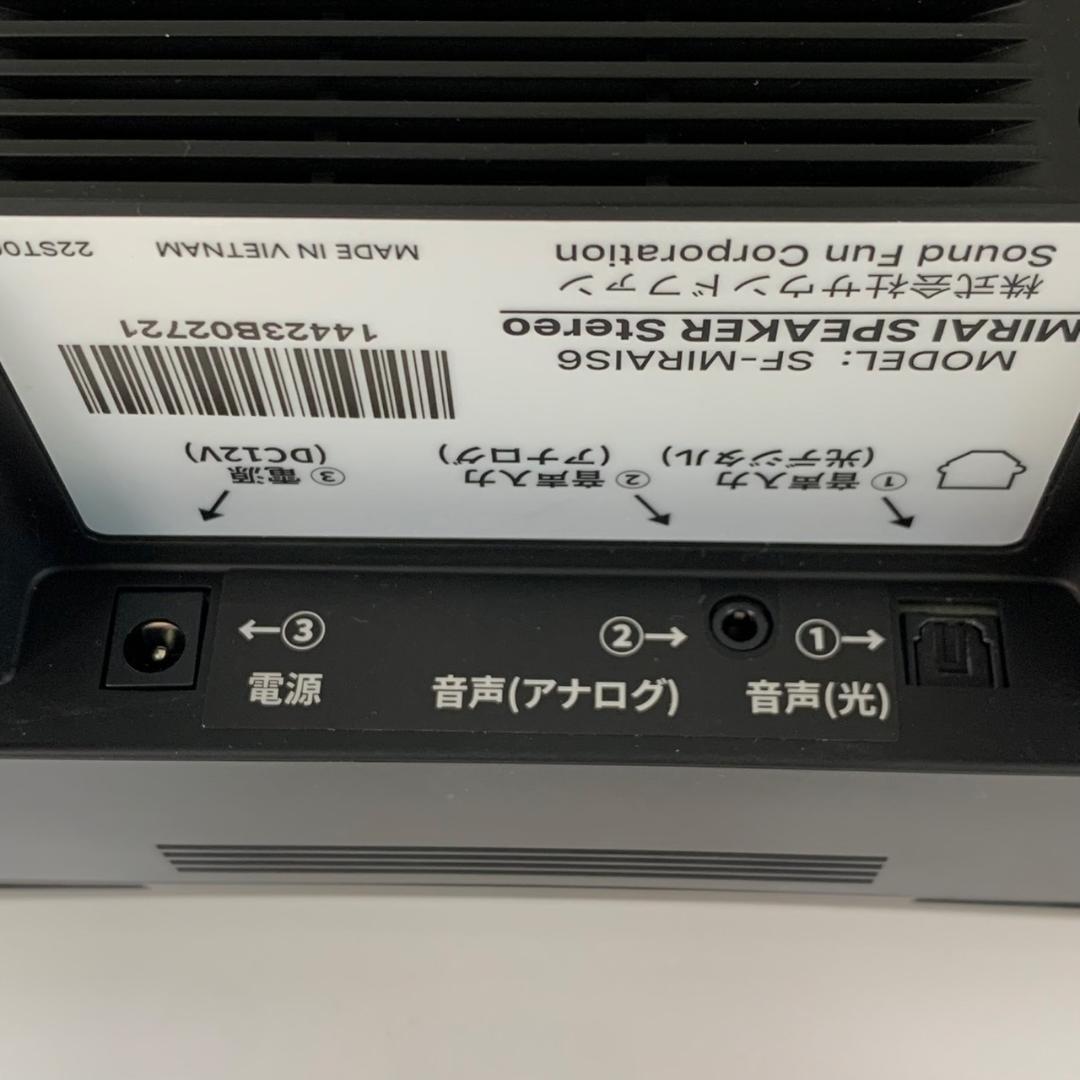 Sound Fun Corporation
MADE IN VIETNAM
株式会社サウンドファン
MIRAI SPEAKER Stereo
MODEL: SF-MIRAIS6
14423B02721
①音声入力
(光デジタル)
②音声入力
(アナログ)
③電源
(DC12V)
←③
電源
②→
音声(アナログ)
①→
音声(光)